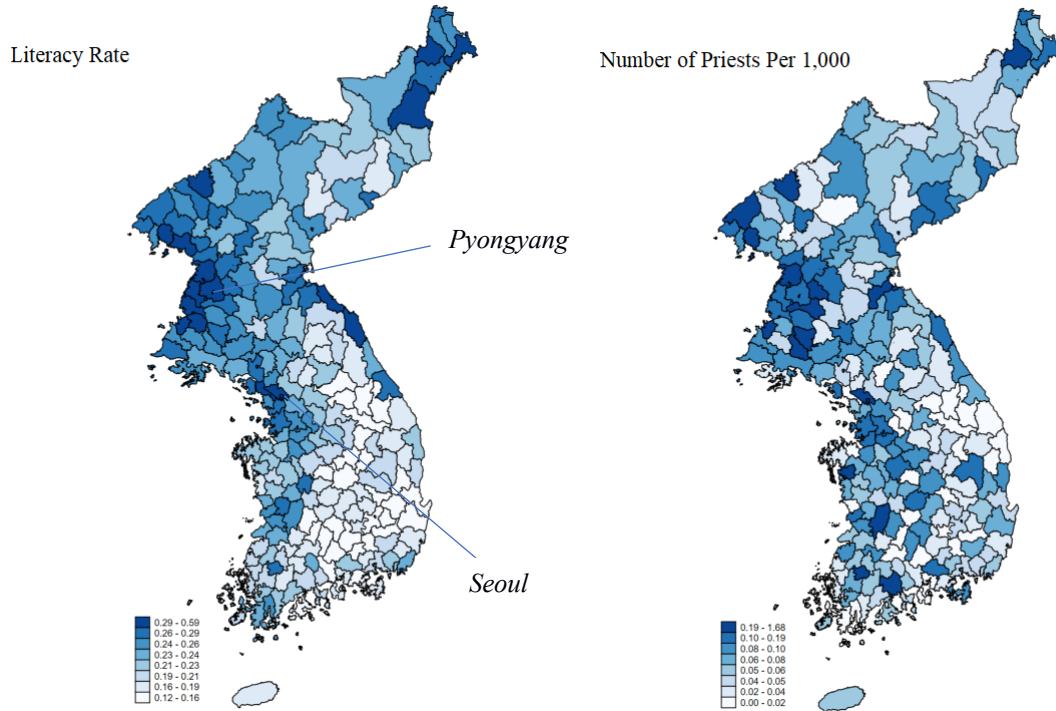 Literacy Rate
Number of Priests Per 1,000
Pyongyang
Seoul
0.29 - 0.59
0.26 - 0.29
0.24 - 0.26
0.23 - 0.24
0.21 - 0.23
0.19 - 0.21
0.16 - 0.19
0.12 - 0.16
0.19 - 1.68
0.10 - 0.19
0.08 - 0.10
0.06 - 0.08
0.05 - 0.06
0.04 - 0.05
0.02 - 0.04
0.00 - 0.02